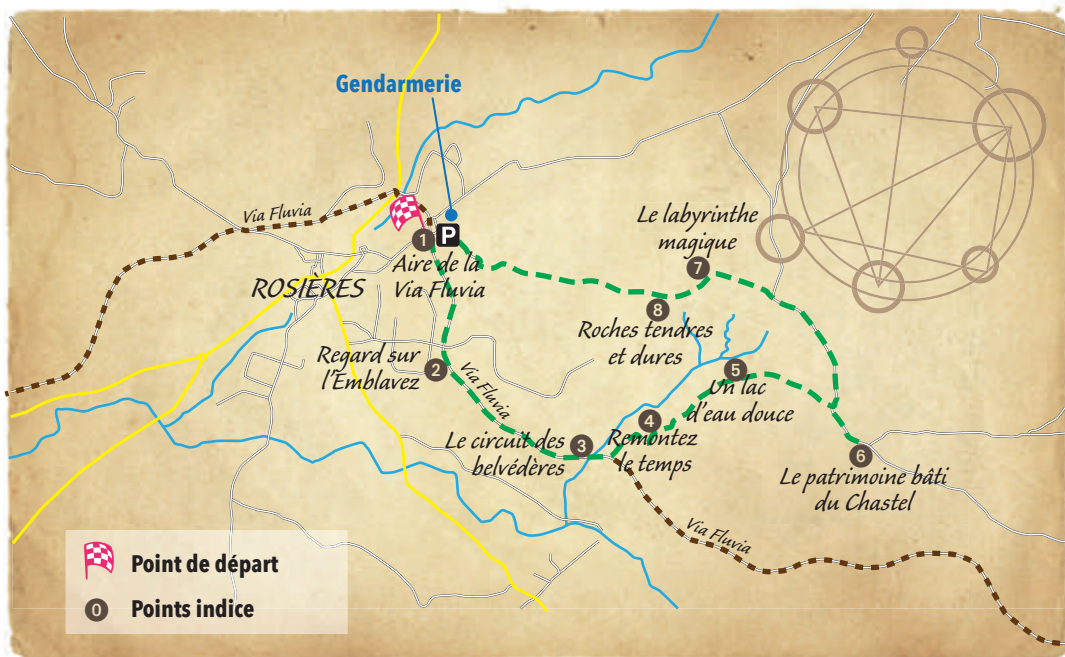 Gendarmerie
Via Fluvia
P
1
Aire de la
Via Fluvia
ROSIÈRES
Le labyrinthe
magique
7
8
Roches tendres
et dures
Regard sur
l'Emblavez
2
Via Fluvia
5
Un lac
d'eau douce
4
Remontez
le temps
Le circuit des
belvédères
3
6
Le patrimoine bâti
du Chastel
Via Fluvia
Point de départ
0
Points indice